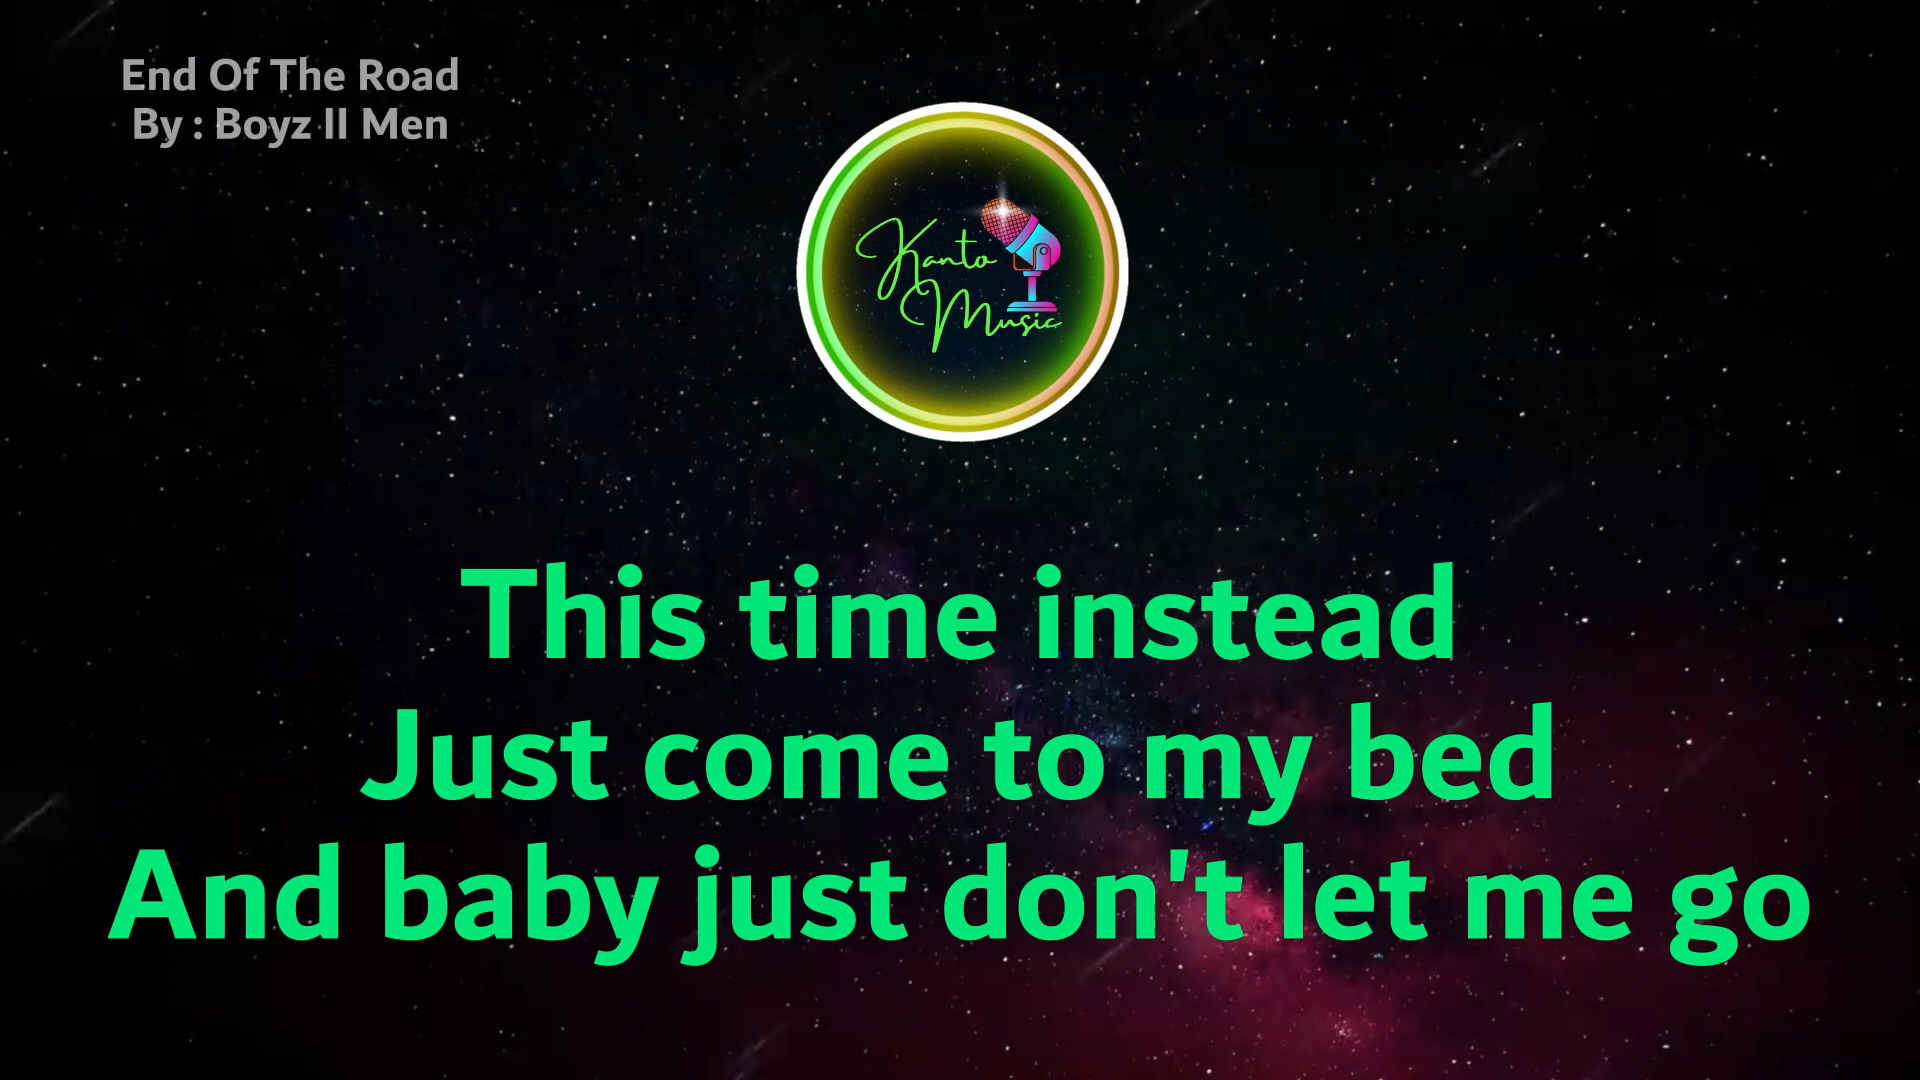 End Of The Road
By : Boyz II Men
Kanto
Music
This time instead
Just come to my bed
And baby just don't let me go